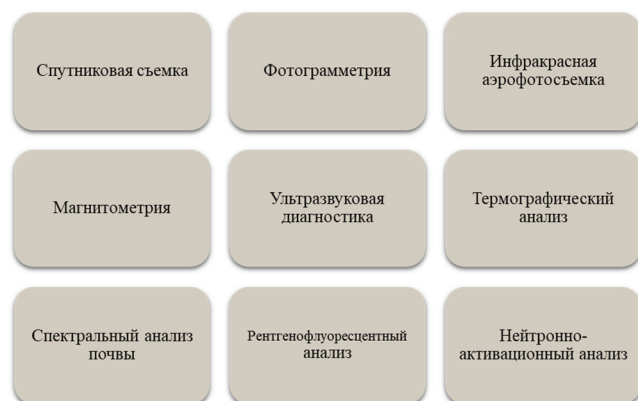 Спутниковая съемка
Фотограмметрия
Инфракрасная
аэрофотосъемка
Магнитометрия
Ультразвуковая
диагностика
Термографический
анализ
Спектральный анализ
почвы
Рентгенофлуоресцентный
анализ
Нейтронно-
активационный анализ